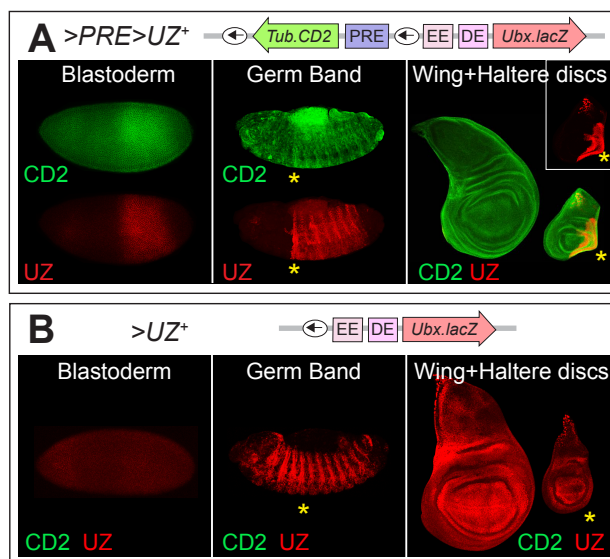 A >PRE>UZ⁺ Tub.CD2 PRE EE DE Ubx.lacZ
Blastoderm Germ Band Wing+Haltere discs
CD2 CD2 *
* *
UZ UZ CD2 UZ *
*
B >UZ⁺ EE DE Ubx.lacZ
Blastoderm Germ Band Wing+Haltere discs
* *
CD2 UZ CD2 UZ CD2 UZ